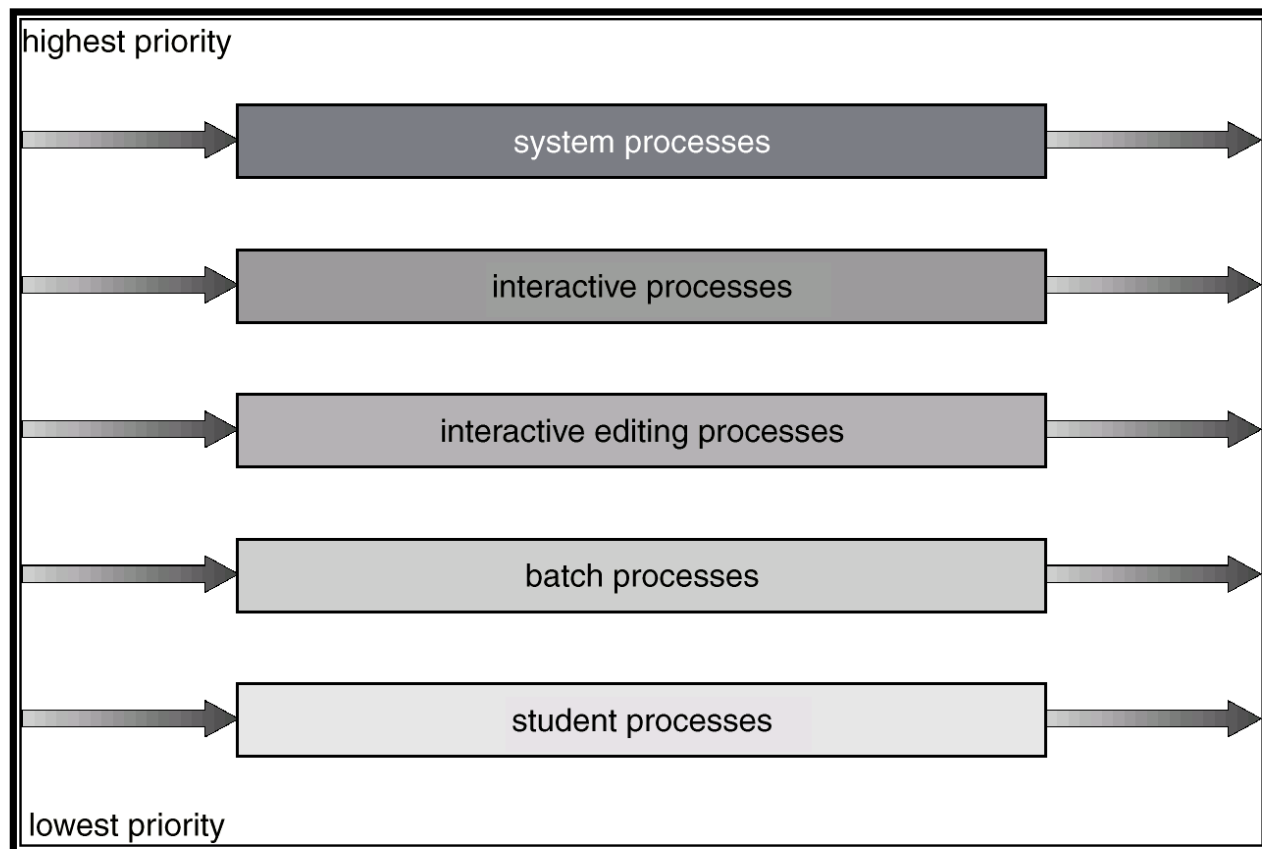 highest priority
system processes
interactive processes
interactive editing processes
batch processes
student processes
lowest priority